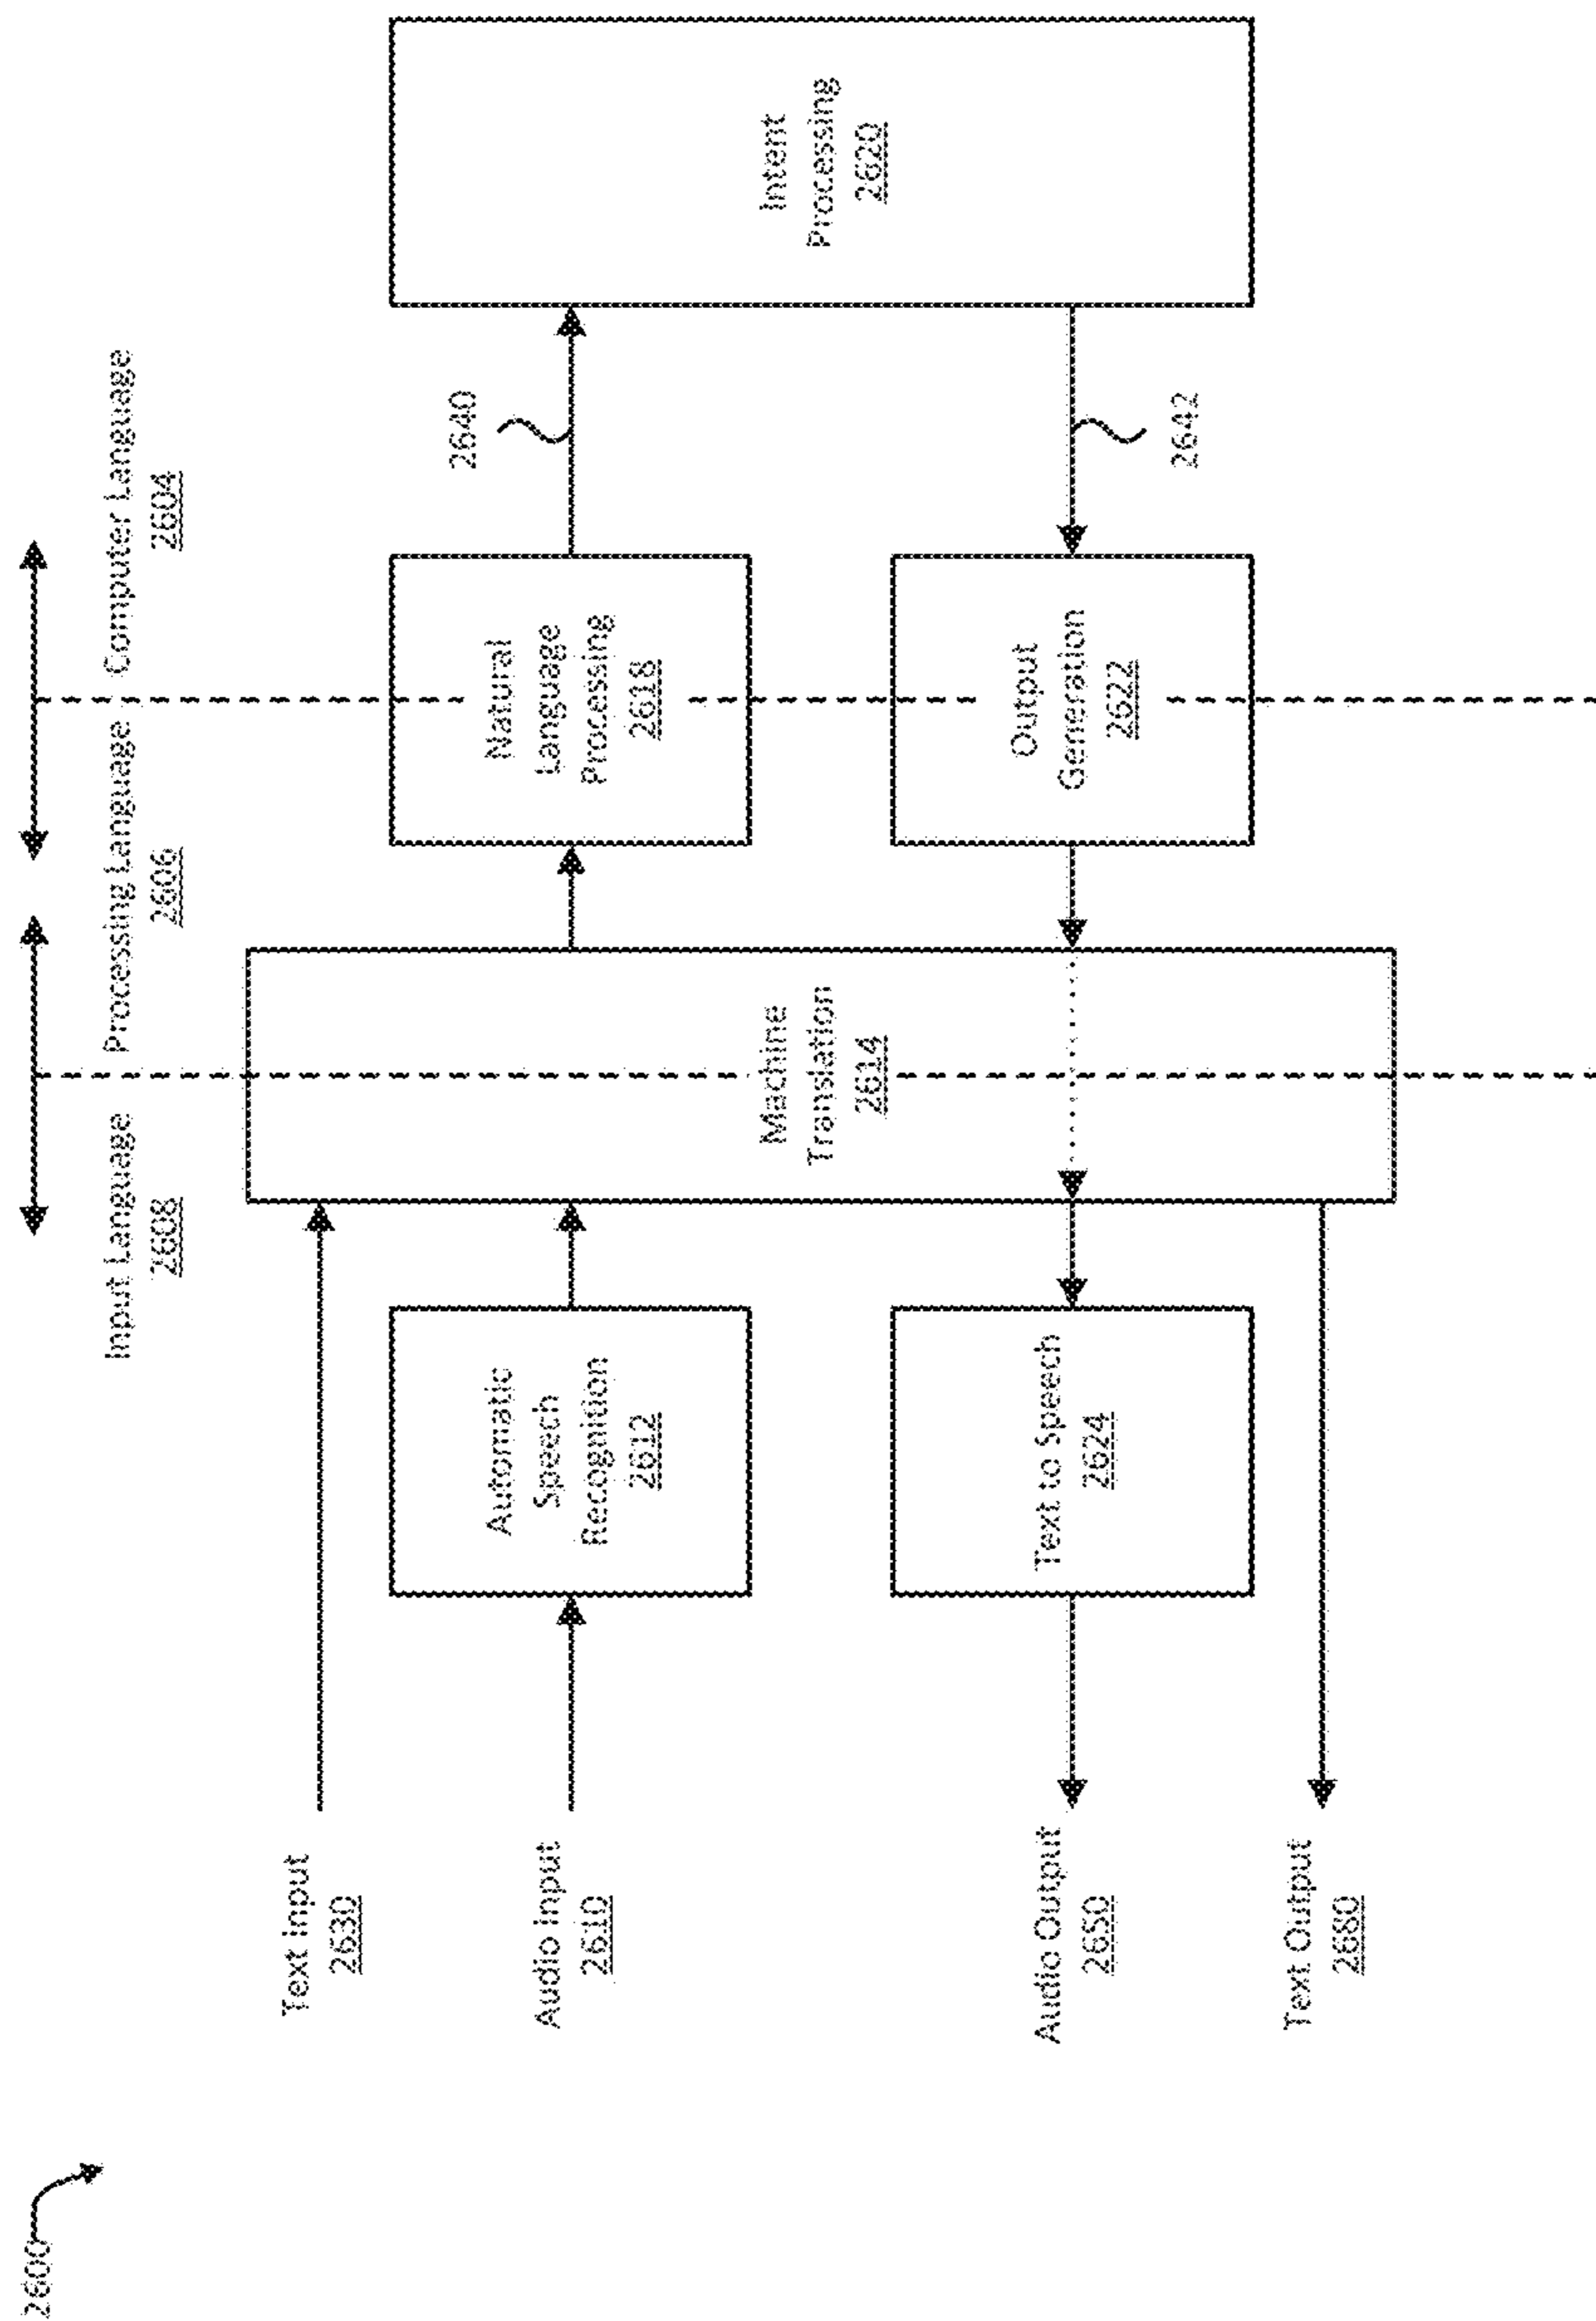 2600
Input Language
2608
Processing Language
2606
Computer Language
2604
Text Input
2630
Audio Input
2610
Automatic
Speech
Recognition
2612
Machine
Translation
2614
Natural
Language
Processing
2618
2640
Intent
Processing
2620
Audio Output
2650
Text to Speech
2624
Output
Generation
2622
2642
Text Output
2680